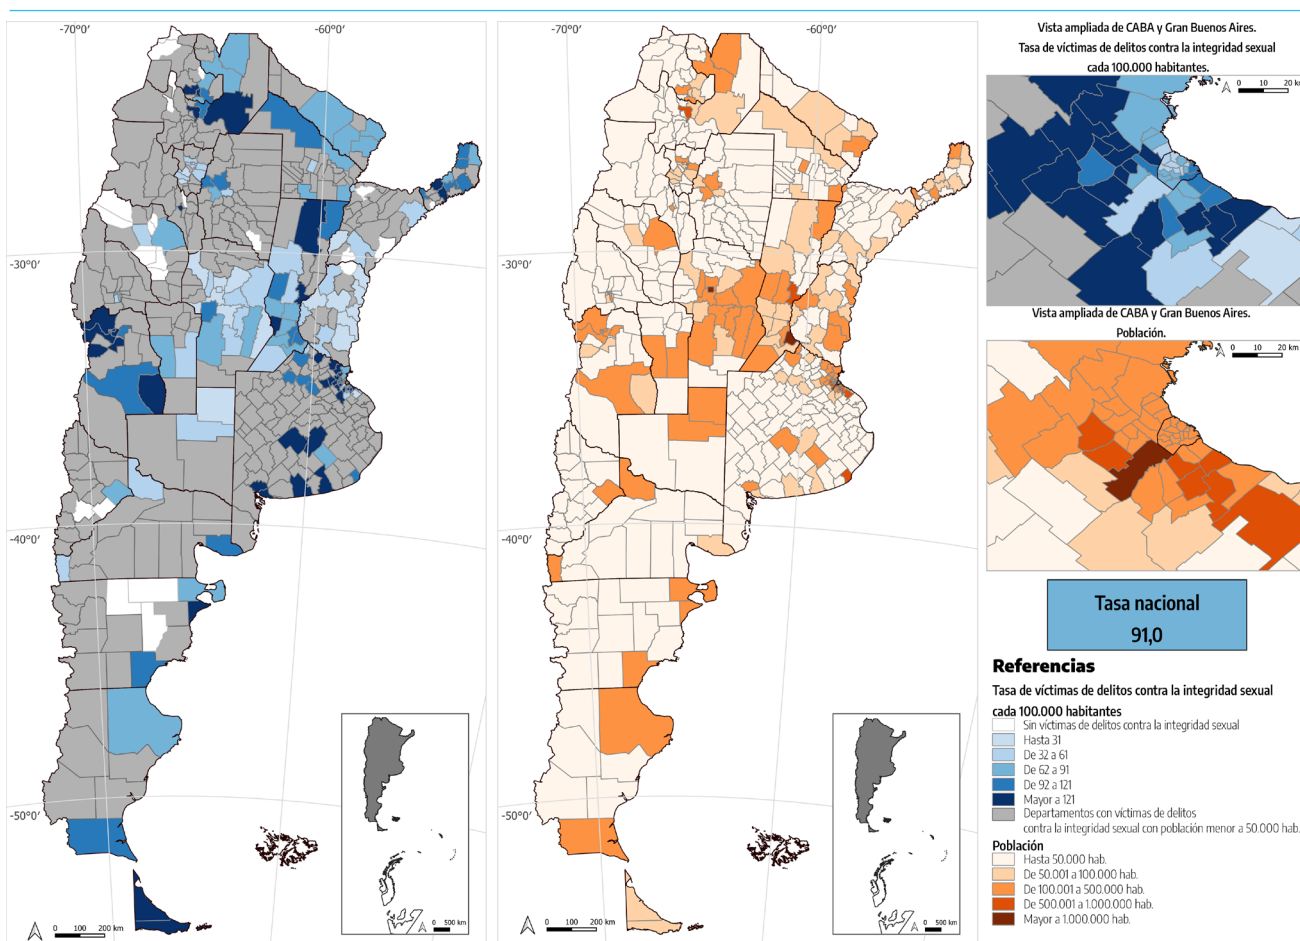 -70°0'
-60°0'
-30°0'
-40°0'
-50°0'
0 100 200 km
0 500 km
-70°0'
-60°0'
-30°0'
-40°0'
-50°0'
0 100 200 km
0 500 km
Vista ampliada de CABA y Gran Buenos Aires.
Tasa de víctimas de delitos contra la integridad sexual
cada 100.000 habitantes.
0 10 20 km
Vista ampliada de CABA y Gran Buenos Aires.
Población.
0 10 20 km
Tasa nacional
91,0
Referencias
Tasa de víctimas de delitos contra la integridad sexual
cada 100.000 habitantes
Sin víctimas de delitos contra la integridad sexual
Hasta 31
De 32 a 61
De 62 a 91
De 92 a 121
Mayor a 121
Departamentos con víctimas de delitos
contra la integridad sexual con población menor a 50.000 hab.
Población
Hasta 50.000 hab.
De 50.001 a 100.000 hab.
De 100.001 a 500.000 hab.
De 500.001 a 1.000.000 hab.
Mayor a 1.000.000 hab.